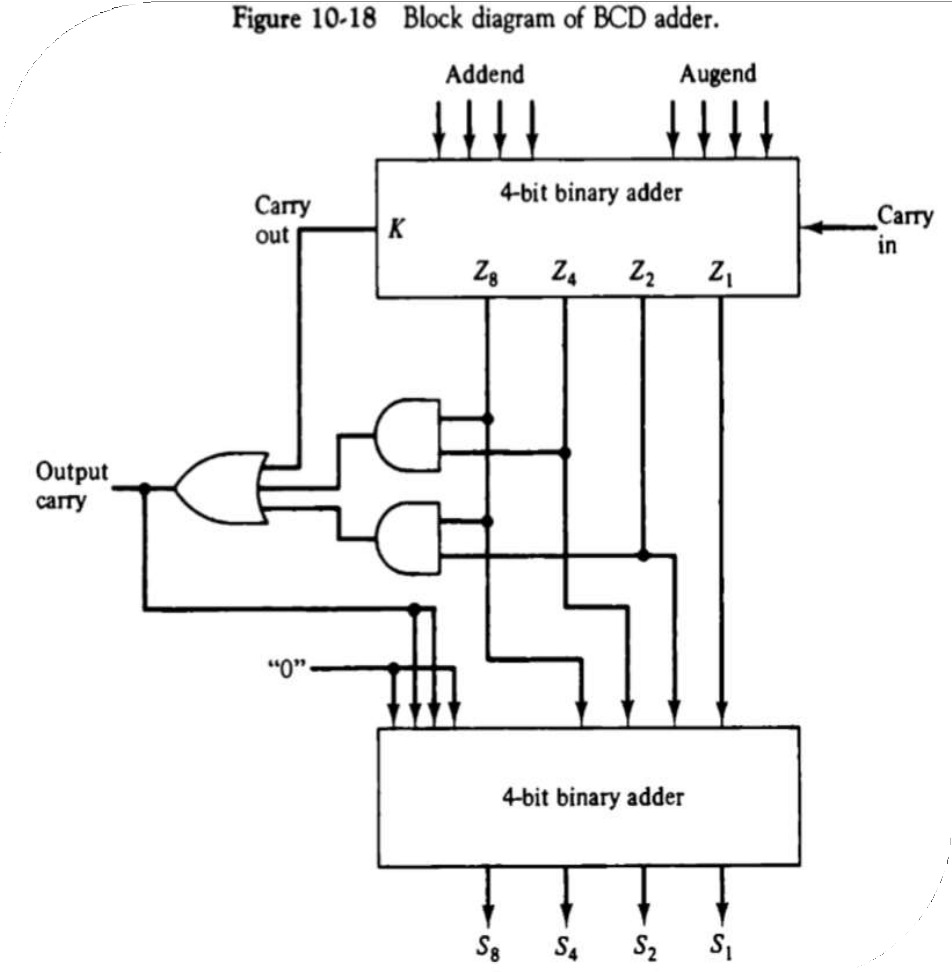 Figure 10-18 Block diagram of BCD adder.
Addend Augend
4-bit binary adder
Carry
out
K
Carry
in
Z₈ Z₄ Z₂ Z₁
Output
carry
“0”
4-bit binary adder
S₈ S₄ S₂ S₁